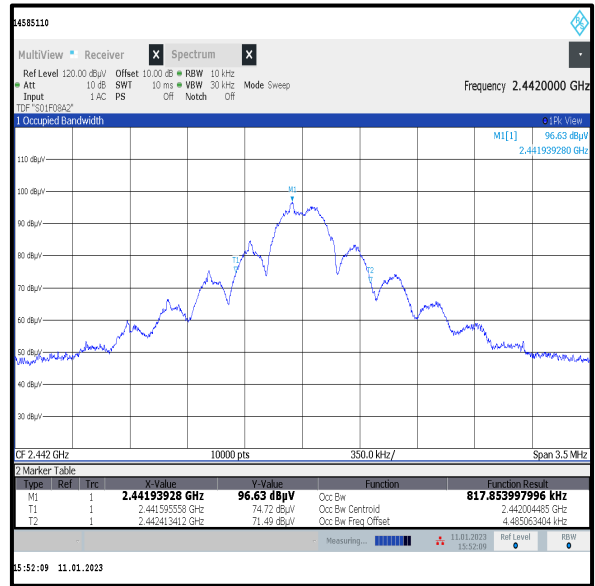 14585110
MultiView Receiver X Spectrum X
Ref Level 120.00 dBµV Offset 10.00 dB RBW 10 kHz
Att 10 dB SWT 10 ms VBW 30 kHz Mode Sweep Frequency 2.4420000 GHz
Input 1 AC PS Off Notch Off
TDF "S01F08A2"
1 Occupied Bandwidth 1Pk View
M1[1] 96.63 dBµV
2.441939280 GHz
110 dBµV
100 dBµV
M1
90 dBµV
80 dBµV
T1
T2
70 dBµV
60 dBµV
50 dBµV
40 dBµV
30 dBµV
CF 2.442 GHz 10000 pts 350.0 kHz/ Span 3.5 MHz
2 Marker Table
Type Ref Trc X-Value Y-Value Function Function Result
M1 1 2.44193928 GHz 96.63 dBµV Occ Bw 817.853997996 kHz
T1 1 2.441595558 GHz 74.72 dBµV Occ Bw Centroid 2.442004485 GHz
T2 1 2.442413412 GHz 71.49 dBµV Occ Bw Freq Offset 4.485063404 kHz
Measuring... 11.01.2023 Ref Level RBW
15:52:09
15:52:09 11.01.2023